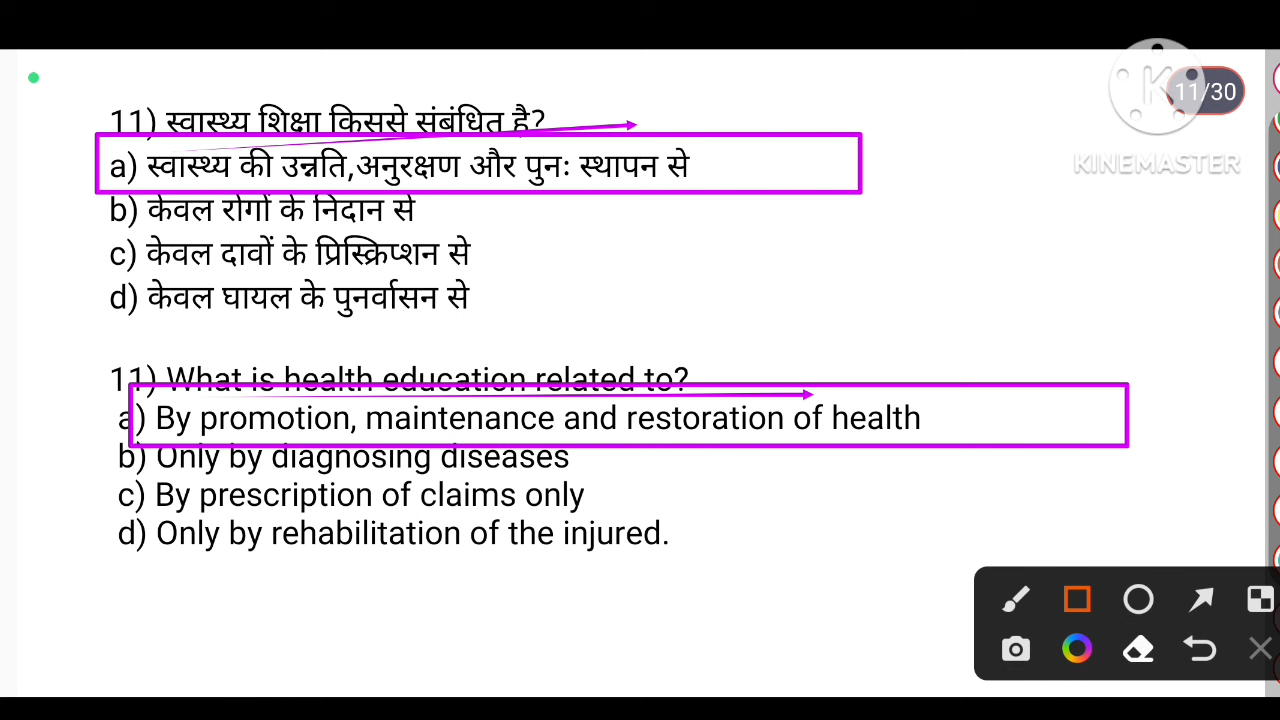 11/30
KINEMASTER
11) स्वास्थ्य शिक्षा किससे संबंधित है?
a) स्वास्थ्य की उन्नति,अनुरक्षण और पुनः स्थापन से
b) केवल रोगों के निदान से
c) केवल दावों के प्रिस्क्रिप्शन से
d) केवल घायल के पुनर्वासन से
11) What is health education related to?
a) By promotion, maintenance and restoration of health
b) Only by diagnosing diseases
c) By prescription of claims only
d) Only by rehabilitation of the injured.